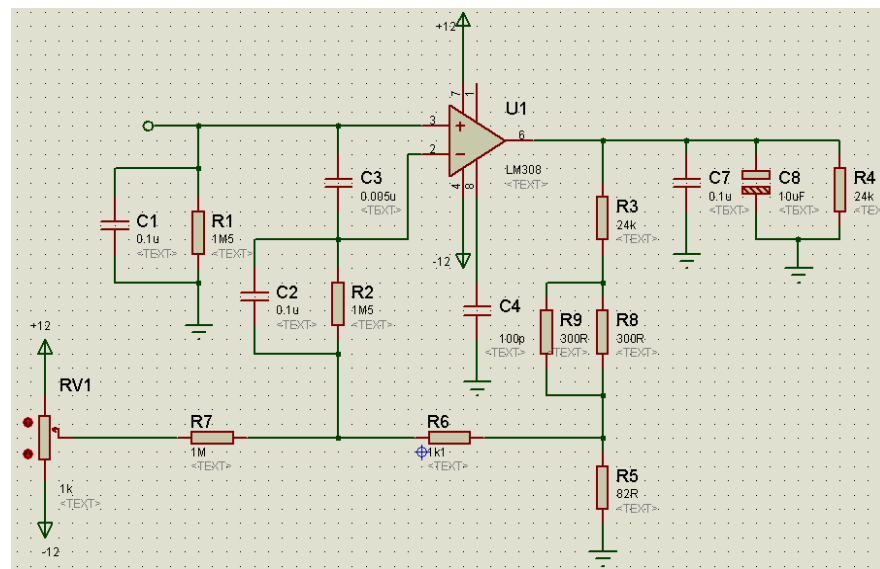 +12
7
1
U1
3
2
6
4
8
LM308
<TEXT>
-12
C1
0.1u
<TEXT>
R1
1M5
<TEXT>
C3
0.005u
<TEXT>
C2
0.1u
<TEXT>
R2
1M5
<TEXT>
C4
100p
<TEXT>
R3
24k
<TEXT>
R9
300R
<TEXT>
R8
300R
<TEXT>
C7
0.1u
<TEXT>
C8
10uF
<TEXT>
R4
24k
<TEXT
+12
RV1
1k
<TEXT>
-12
R7
1M
<TEXT>
R6
1k1
<TEXT>
R5
82R
<TEXT>